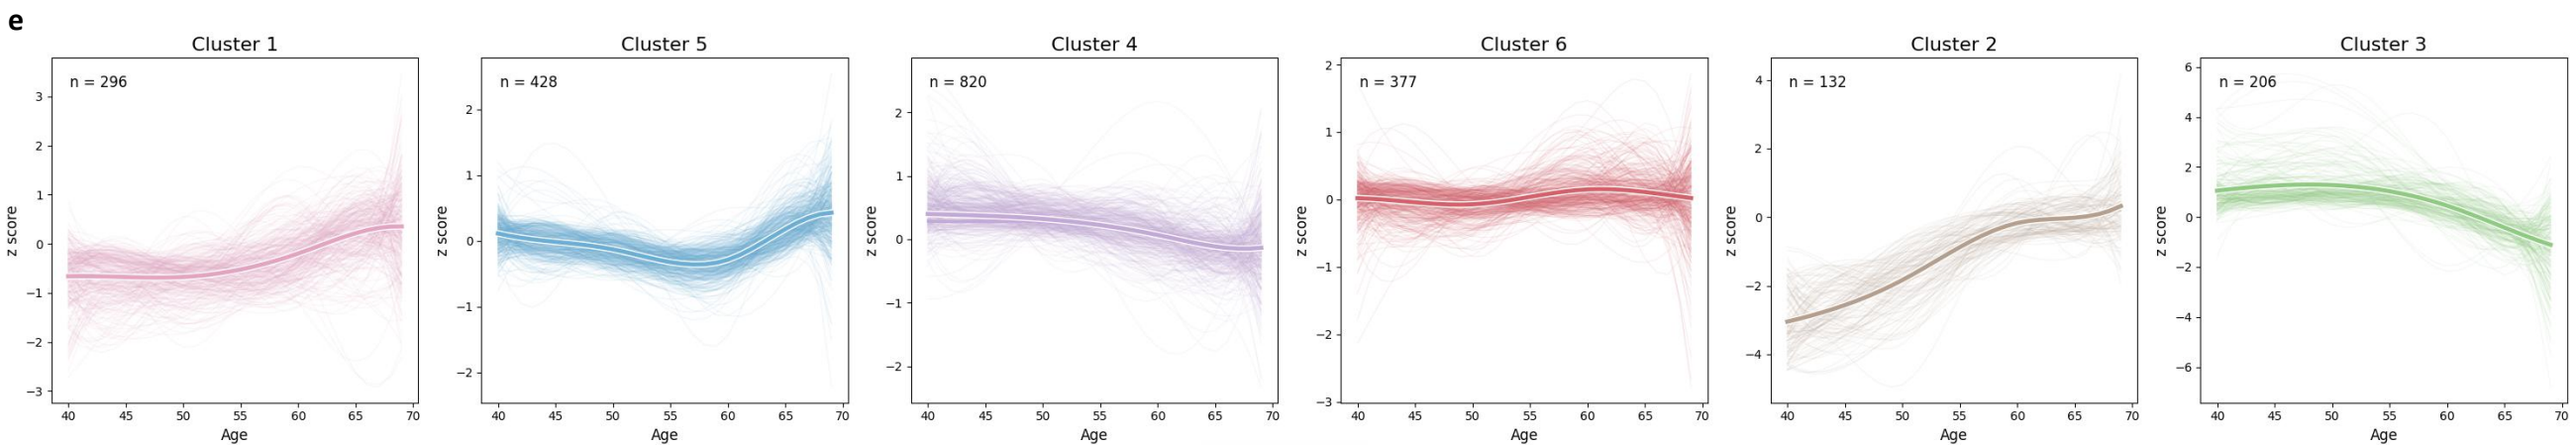 e
Cluster 1
n = 296
3
2
1
0
−1
−2
−3
z score
40 45 50 55 60 65 70
Age
Cluster 5
n = 428
2
1
0
−1
−2
z score
40 45 50 55 60 65 70
Age
Cluster 4
n = 820
2
1
0
−1
−2
z score
40 45 50 55 60 65 70
Age
Cluster 6
n = 377
2
1
0
−1
−2
−3
z score
40 45 50 55 60 65 70
Age
Cluster 2
n = 132
4
2
0
−2
−4
z score
40 45 50 55 60 65 70
Age
Cluster 3
n = 206
6
4
2
0
−2
−4
−6
z score
40 45 50 55 60 65 70
Age